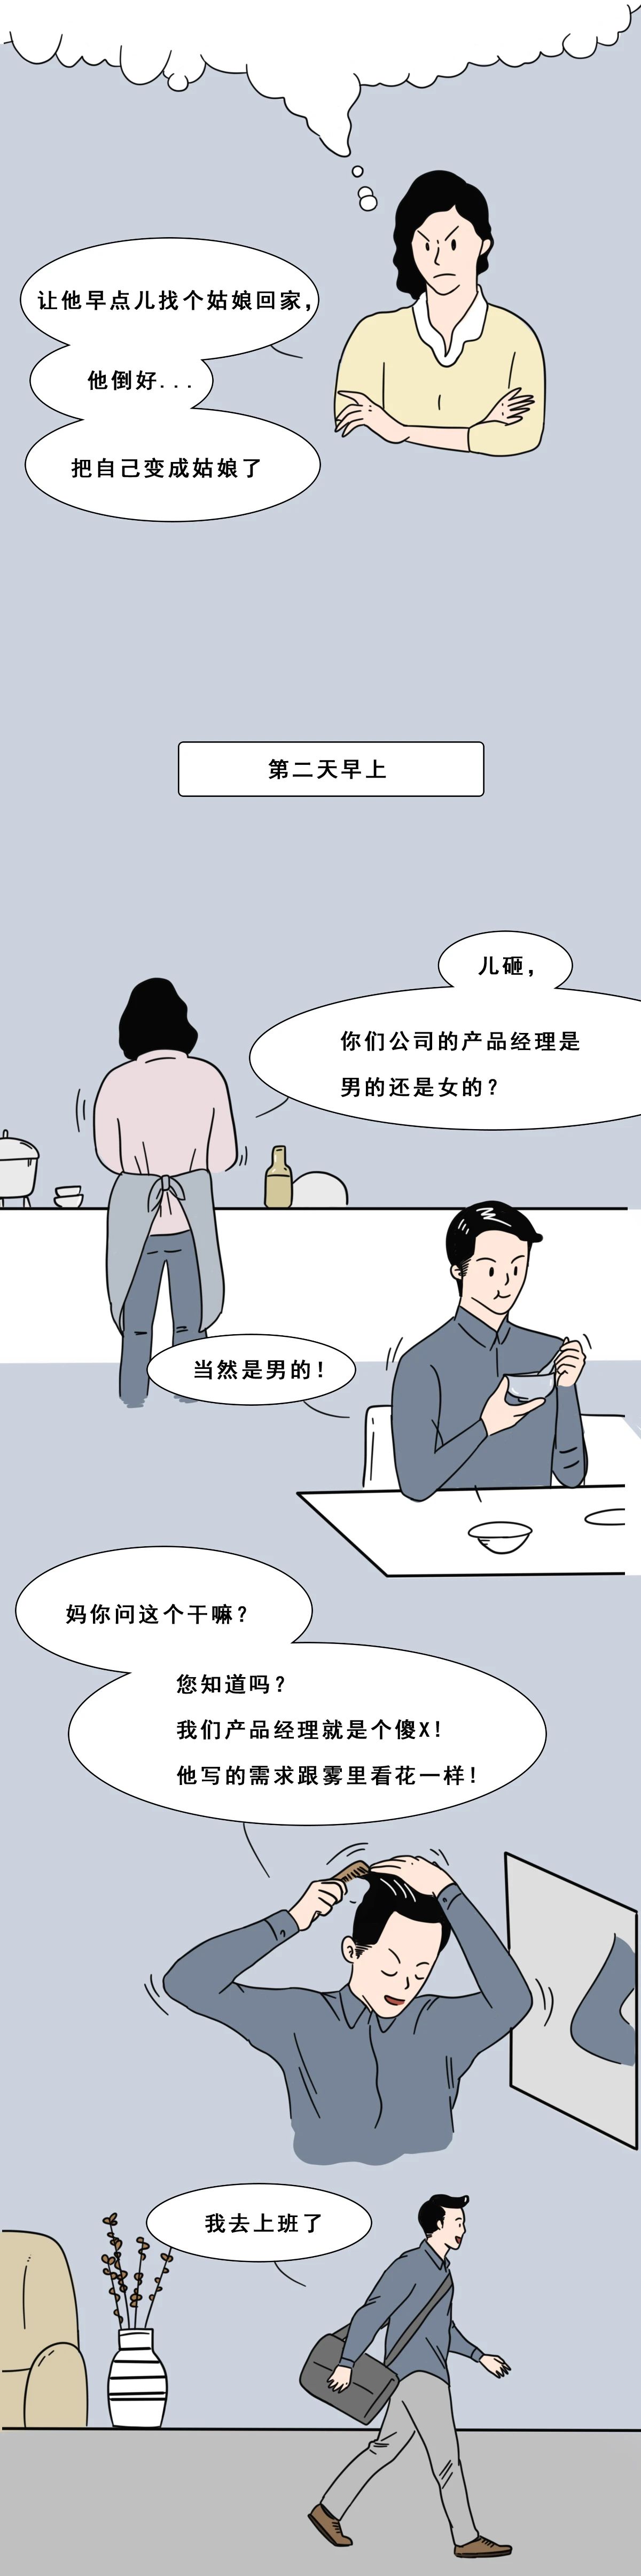 让他早点儿找个姑娘回家，
他倒好...
把自己变成姑娘了
第二天早上
儿砸，
你们公司的产品经理是
男的还是女的？
当然是男的！
妈你问这个干嘛？
您知道吗？
我们产品经理就是个傻X!
他写的需求跟雾里看花一样！
我去上班了